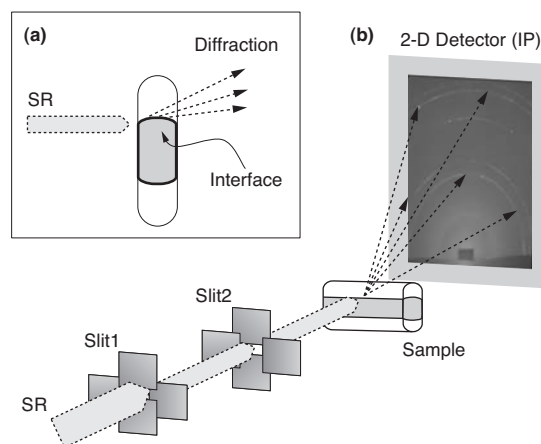 (a)
Diffraction
SR
Interface
(b)
2-D Detector (IP)
Slit2
Slit1
Sample
SR